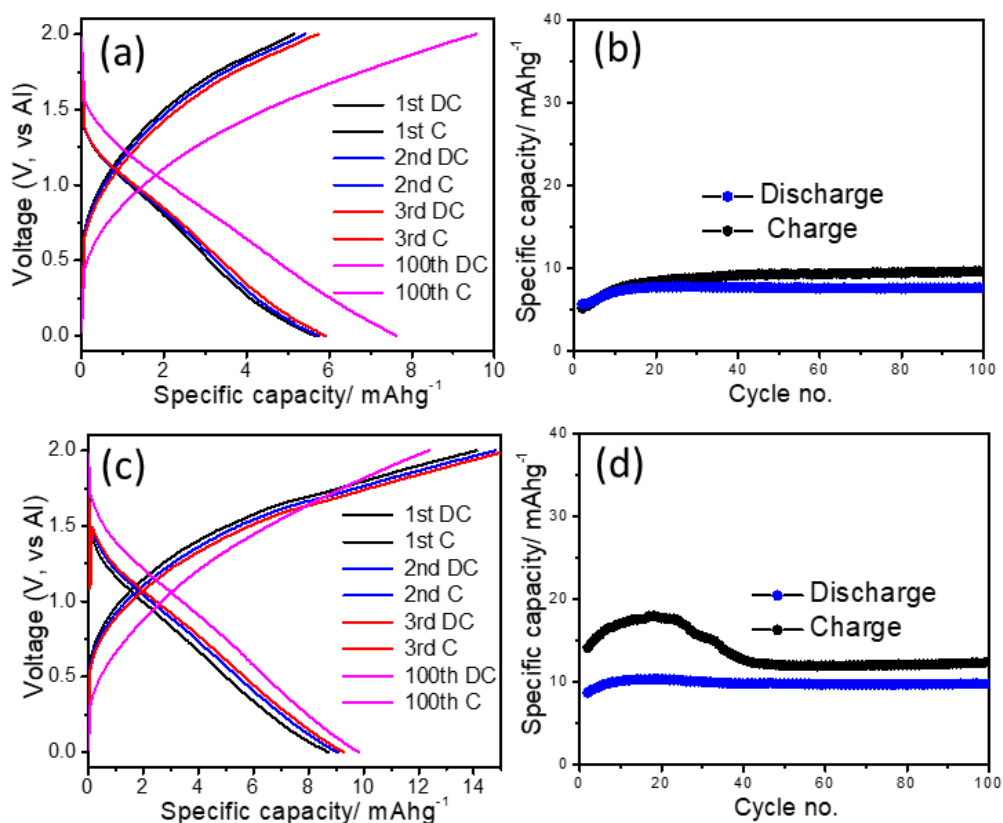 (a)
2.0
1.5
1.0
0.5
0.0
Voltage (V, vs Al)
1st DC
1st C
2nd DC
2nd C
3rd DC
3rd C
100th DC
100th C
0 2 4 6 8 10
Specific capacity/ mAhg⁻¹
(b)
40
30
20
10
0
Specific capacity/ mAhg⁻¹
Discharge
Charge
0 20 40 60 80 100
Cycle no.
(c)
2.0
1.5
1.0
0.5
0.0
Voltage (V, vs Al)
1st DC
1st C
2nd DC
2nd C
3rd DC
3rd C
100th DC
100th C
0 2 4 6 8 10 12 14
Specific capacity/ mAhg⁻¹
(d)
40
30
20
10
0
Specific capacity/ mAhg⁻¹
Discharge
Charge
0 20 40 60 80 100
Cycle no.